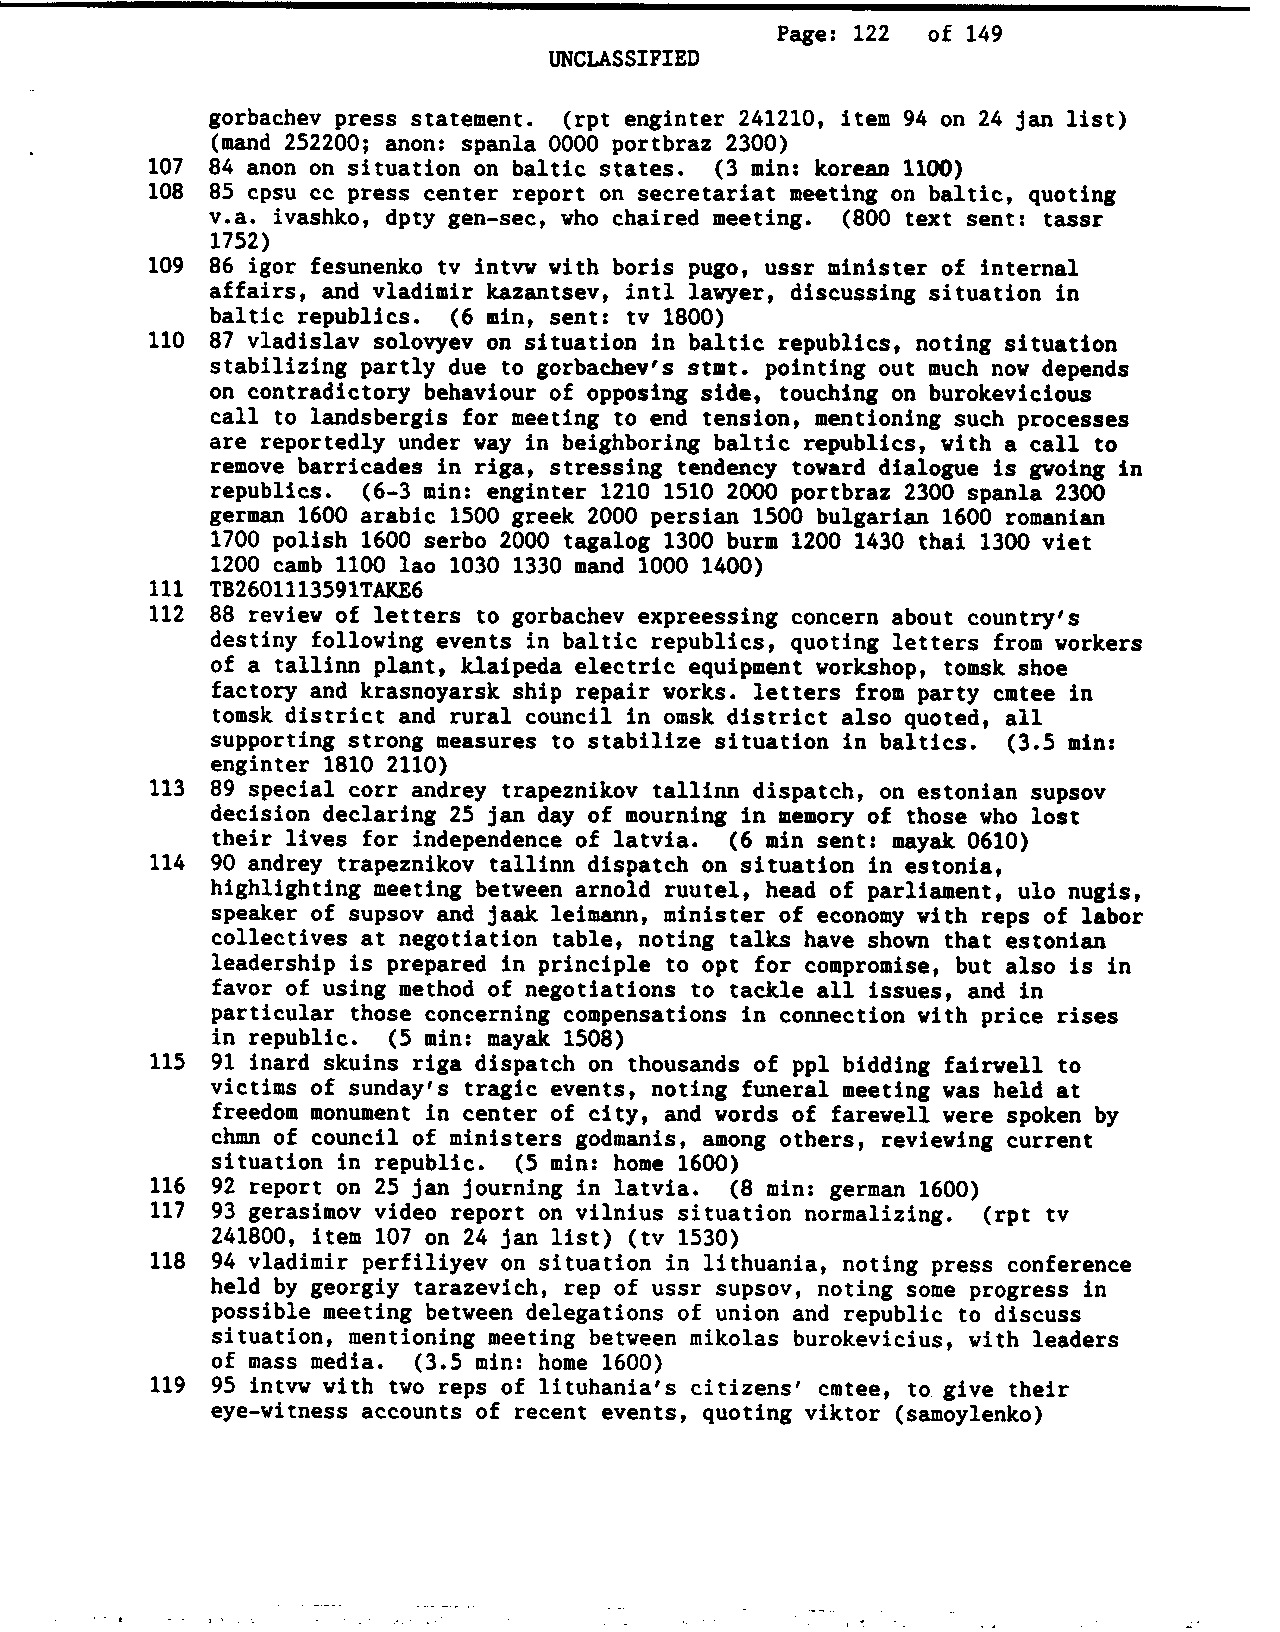 Page: 122 of 149
UNCLASSIFIED
gorbachev press statement. (rpt enginter 241210, item 94 on 24 jan list)
(mand 252200; anon: spanla 0000 portbraz 2300)
107 84 anon on situation on baltic states. (3 min: korean 1100)
108 85 cpsu cc press center report on secretariat meeting on baltic, quoting
v.a. ivashko, dpty gen-sec, who chaired meeting. (800 text sent: tassr
1752)
109 86 igor fesunenko tv intvw with boris pugo, ussr minister of internal
affairs, and vladimir kazantsev, intl lawyer, discussing situation in
baltic republics. (6 min, sent: tv 1800)
110 87 vladislav solovyev on situation in baltic republics, noting situation
stabilizing partly due to gorbachev's stmt. pointing out much now depends
on contradictory behaviour of opposing side, touching on burokevicious
call to landsbergis for meeting to end tension, mentioning such processes
are reportedly under way in beighboring baltic republics, with a call to
remove barricades in riga, stressing tendency toward dialogue is gwoing in
republics. (6-3 min: enginter 1210 1510 2000 portbraz 2300 spanla 2300
german 1600 arabic 1500 greek 2000 persian 1500 bulgarian 1600 romanian
1700 polish 1600 serbo 2000 tagalog 1300 burm 1200 1430 thai 1300 viet
1200 camb 1100 lao 1030 1330 mand 1000 1400)
111 TB2601113591TAKE6
112 88 review of letters to gorbachev expreessing concern about country's
destiny following events in baltic republics, quoting letters from workers
of a tallinn plant, klaipeda electric equipment workshop, tomsk shoe
factory and krasnoyarsk ship repair works. letters from party cmtee in
tomsk district and rural council in omsk district also quoted, all
supporting strong measures to stabilize situation in baltics. (3.5 min:
enginter 1810 2110)
113 89 special corr andrey trapeznikov tallinn dispatch, on estonian supsov
decision declaring 25 jan day of mourning in memory of those who lost
their lives for independence of latvia. (6 min sent: mayak 0610)
114 90 andrey trapeznikov tallinn dispatch on situation in estonia,
highlighting meeting between arnold ruutel, head of parliament, ulo nugis,
speaker of supsov and jaak leimann, minister of economy with reps of labor
collectives at negotiation table, noting talks have shown that estonian
leadership is prepared in principle to opt for compromise, but also is in
favor of using method of negotiations to tackle all issues, and in
particular those concerning compensations in connection with price rises
in republic. (5 min: mayak 1508)
115 91 inard skuins riga dispatch on thousands of ppl bidding fairwell to
victims of sunday's tragic events, noting funeral meeting was held at
freedom monument in center of city, and words of farewell were spoken by
chmn of council of ministers godmanis, among others, reviewing current
situation in republic. (5 min: home 1600)
116 92 report on 25 jan journing in latvia. (8 min: german 1600)
117 93 gerasimov video report on vilnius situation normalizing. (rpt tv
241800, item 107 on 24 jan list) (tv 1530)
118 94 vladimir perfiliyev on situation in lithuania, noting press conference
held by georgiy tarazevich, rep of ussr supsov, noting some progress in
possible meeting between delegations of union and republic to discuss
situation, mentioning meeting between mikolas burokevicius, with leaders
of mass media. (3.5 min: home 1600)
119 95 intvw with two reps of lituhania's citizens' cmtee, to give their
eye-witness accounts of recent events, quoting viktor (samoylenko)